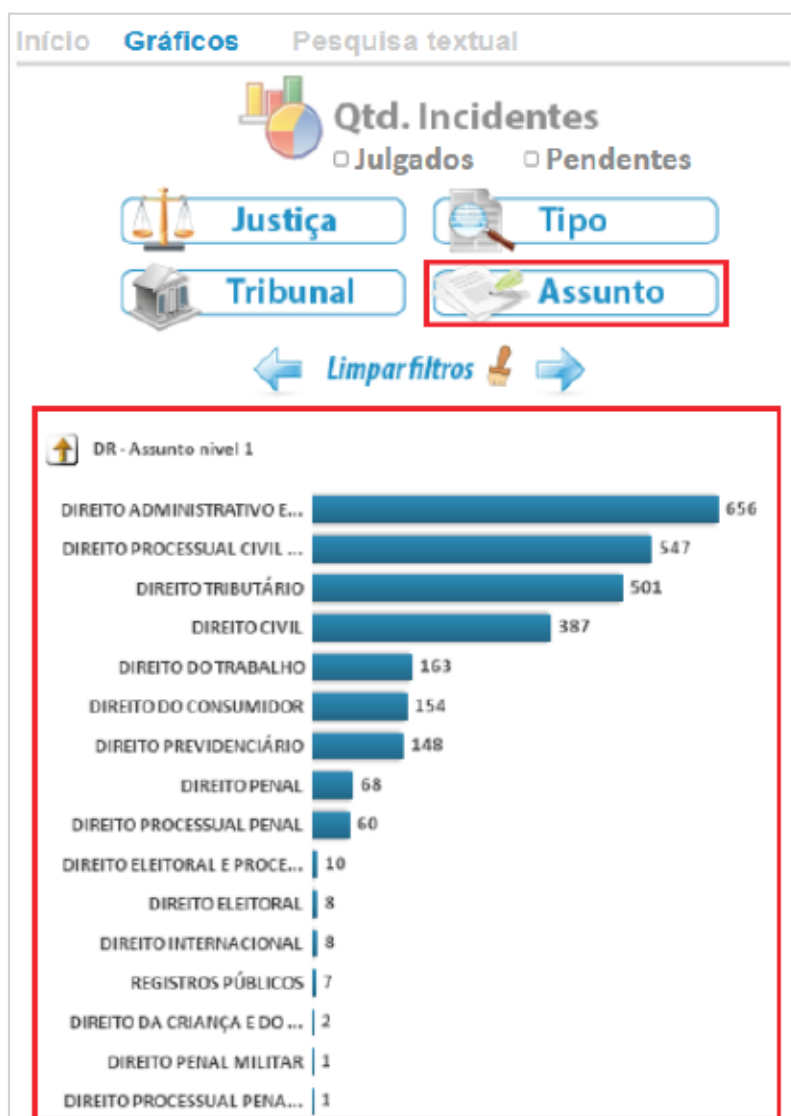 Início Gráficos Pesquisa textual
Qtd. Incidentes
Julgados Pendentes
Justiça Tipo
Tribunal Assunto
Limpar filtros
DR - Assunto nivel 1
DIREITO ADMINISTRATIVO E... 656
DIREITO PROCESSUAL CIVIL ... 547
DIREITO TRIBUTÁRIO 501
DIREITO CIVIL 387
DIREITO DO TRABALHO 163
DIREITO DO CONSUMIDOR 154
DIREITO PREVIDENCIÁRIO 148
DIREITO PENAL 68
DIREITO PROCESSUAL PENAL 60
DIREITO ELEITORAL E PROCE... 10
DIREITO ELEITORAL 8
DIREITO INTERNACIONAL 8
REGISTROS PÚBLICOS 7
DIREITO DA CRIANÇA E DO ... 2
DIREITO PENAL MILITAR 1
DIREITO PROCESSUAL PENA... 1